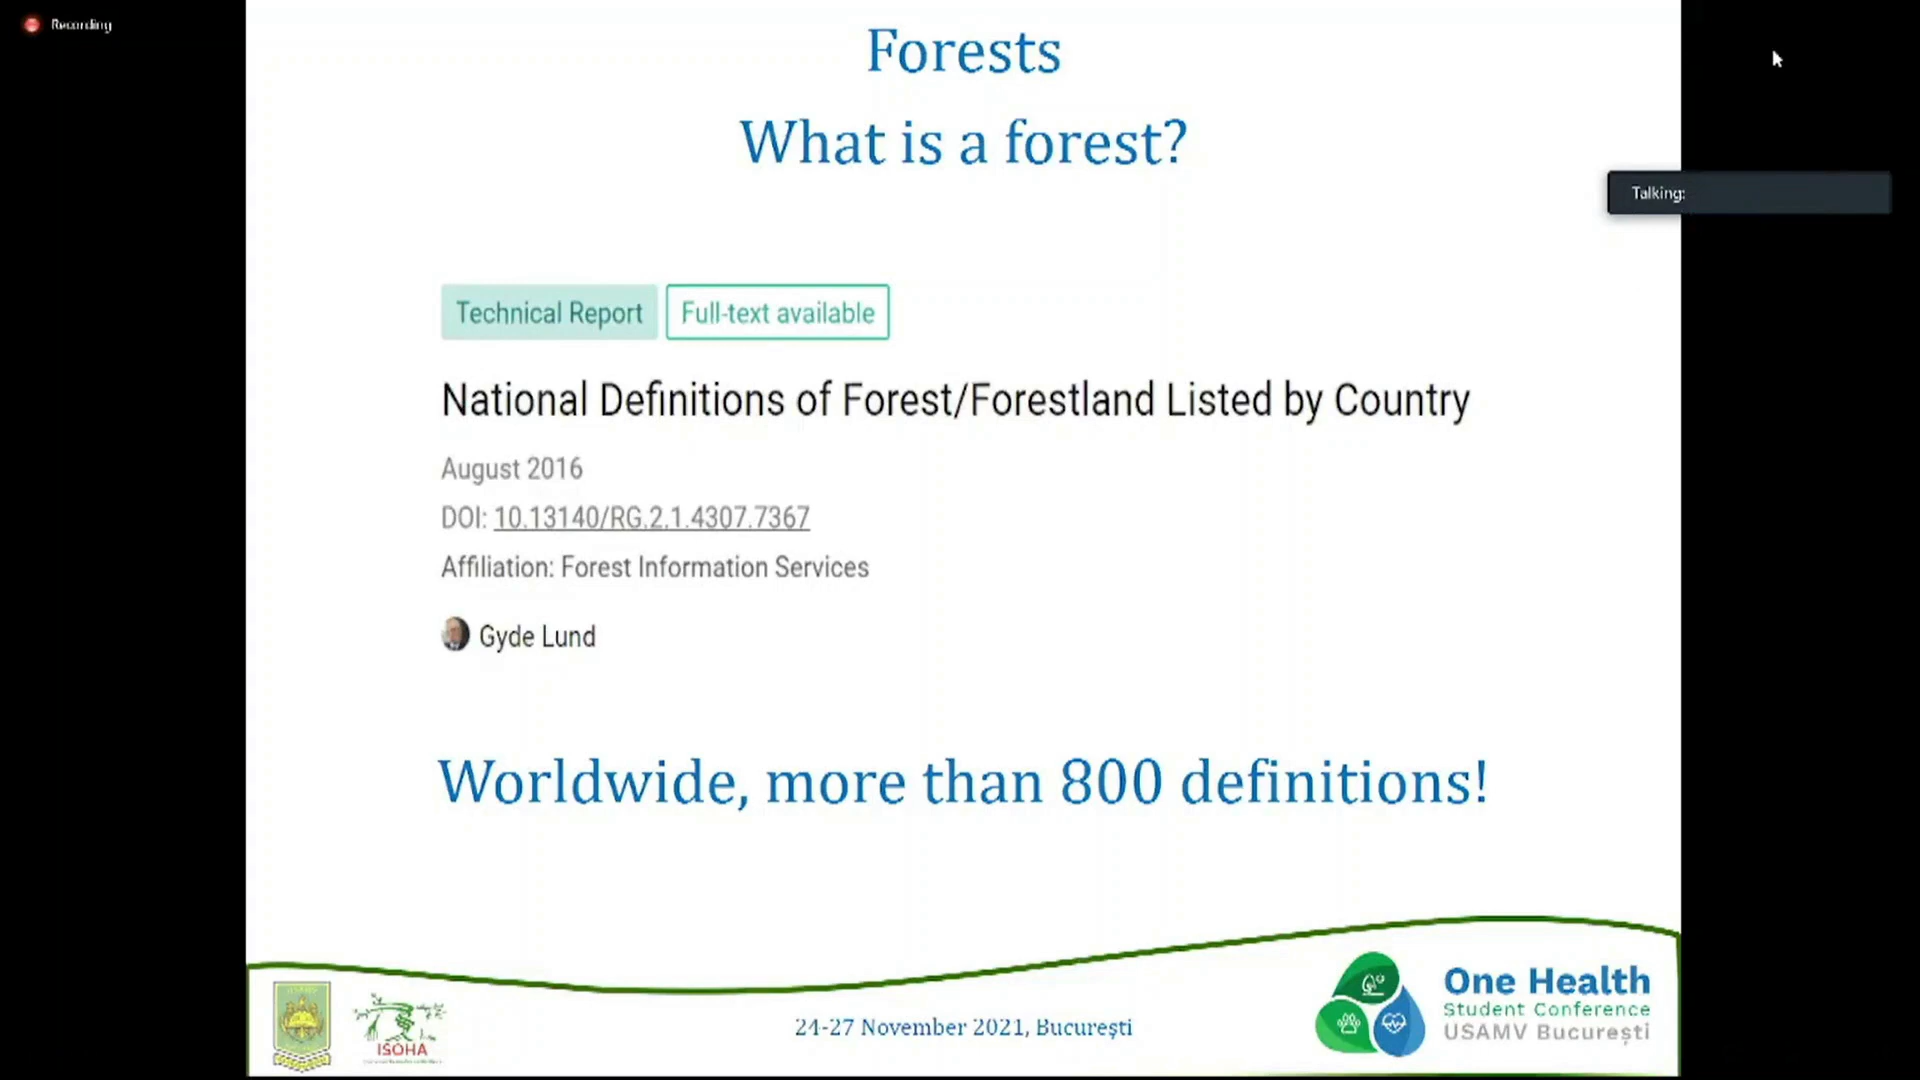 Recording
Forests
What is a forest?
Talking:
Technical Report
Full-text available
National Definitions of Forest/Forestland Listed by Country
August 2016
DOI: 10.13140/RG.2.1.4307.7367
Affiliation: Forest Information Services
Gyde Lund
Worldwide, more than 800 definitions!
ISOHA
24-27 November 2021, București
One Health
Student Conference
USAMV București